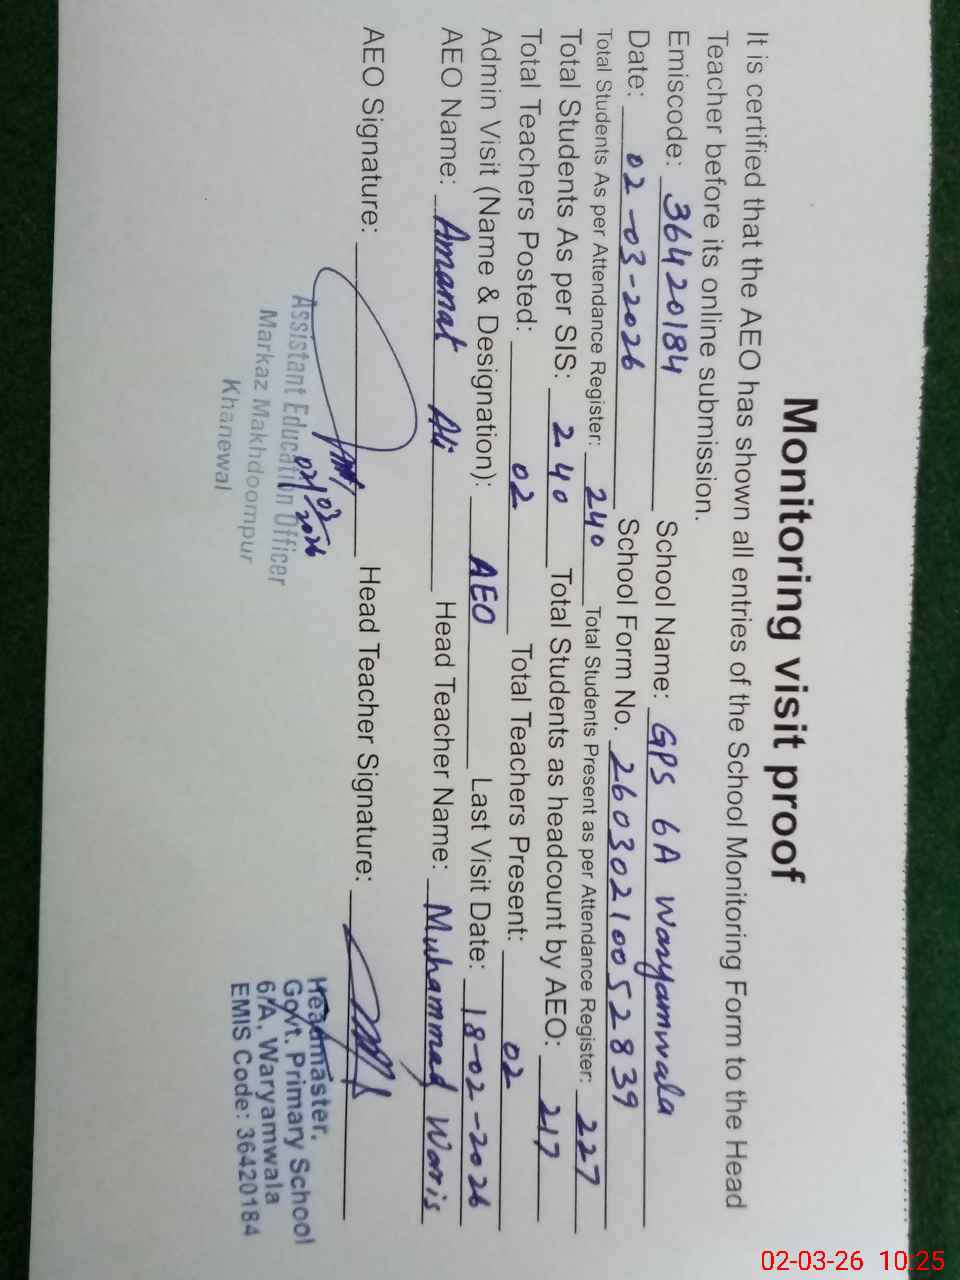 Monitoring visit proof
It is certified that the AEO has shown all entries of the School Monitoring Form to the Head
Teacher before its online submission.
Emiscode: 36420184 School Name: GPS 6A Waryamwala
Date: 02-03-2026 School Form No. 2603021005 2839
Total Students As per Attendance Register: 240 Total Students Present as per Attendance Register: 227
Total Students As per SIS: 240 Total Students as headcount by AEO: 217
Total Teachers Posted: 02 Total Teachers Present: 02
Admin Visit (Name & Designation): AEO Last Visit Date: 18-02-2026
AEO Name: Amanat Ali Head Teacher Name: Muhammad Waris
AEO Signature: Head Teacher Signature:
02/03/2026
Assistant Education Officer
Markaz Makhdoompur
Khanewal
Headmaster.
Govt. Primary School
6/A, Waryamwala
EMIS Code: 36420184
02-03-26 10:25